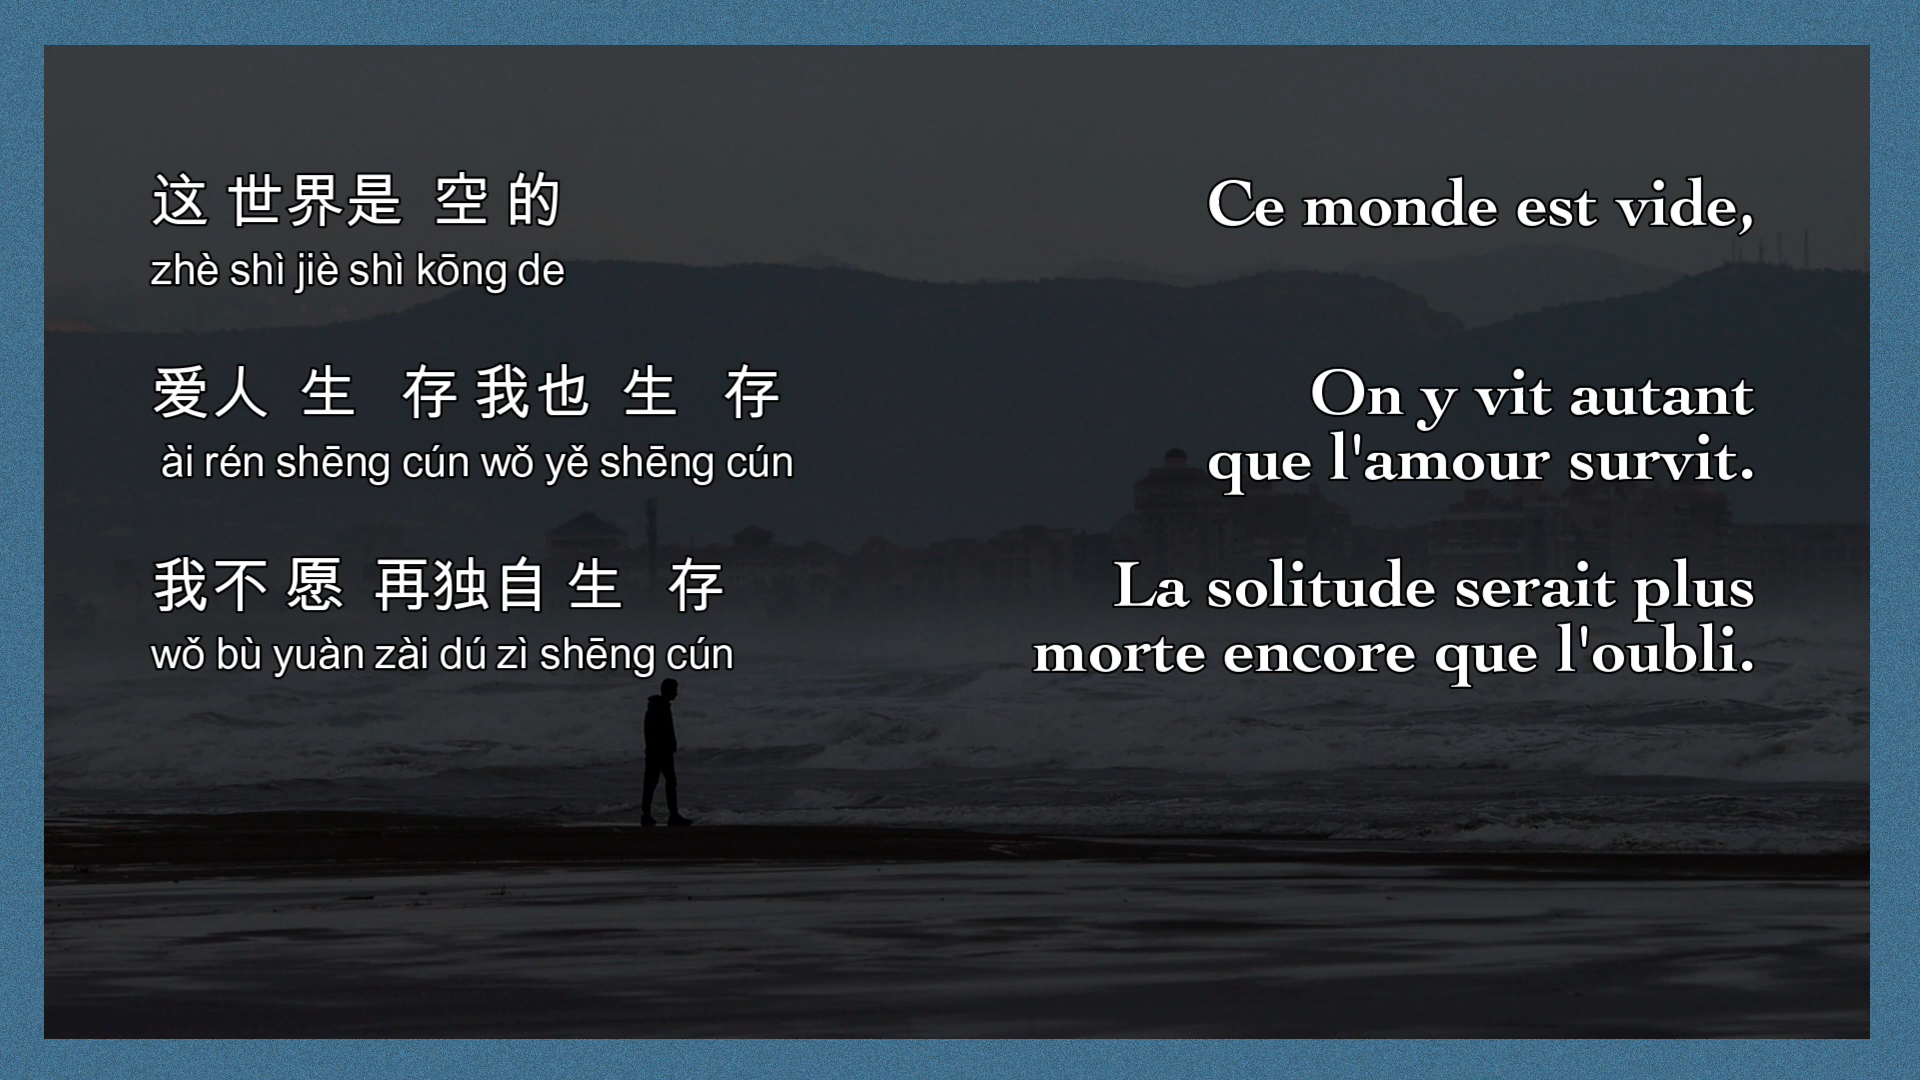 这世界是空的
zhè shì jiè shì kōng de
爱人生存我也生存
ài rén shēng cún wǒ yě shēng cún
我不愿再独自生存
wǒ bù yuàn zài dú zì shēng cún
Ce monde est vide,
On y vit autant
que l'amour survit.
La solitude serait plus
morte encore que l'oubli.